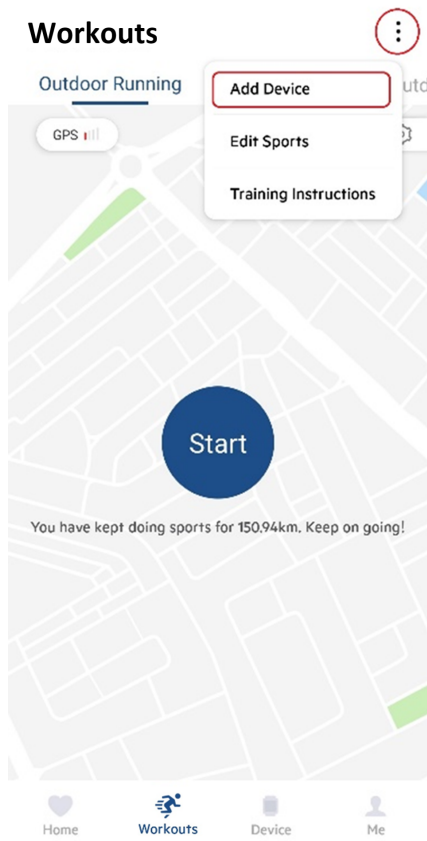 Workouts
Outdoor Running
Add Device
GPS
Edit Sports
Training Instructions
Start
You have kept doing sports for 150.94km. Keep on going!
Home
Workouts
Device
Me